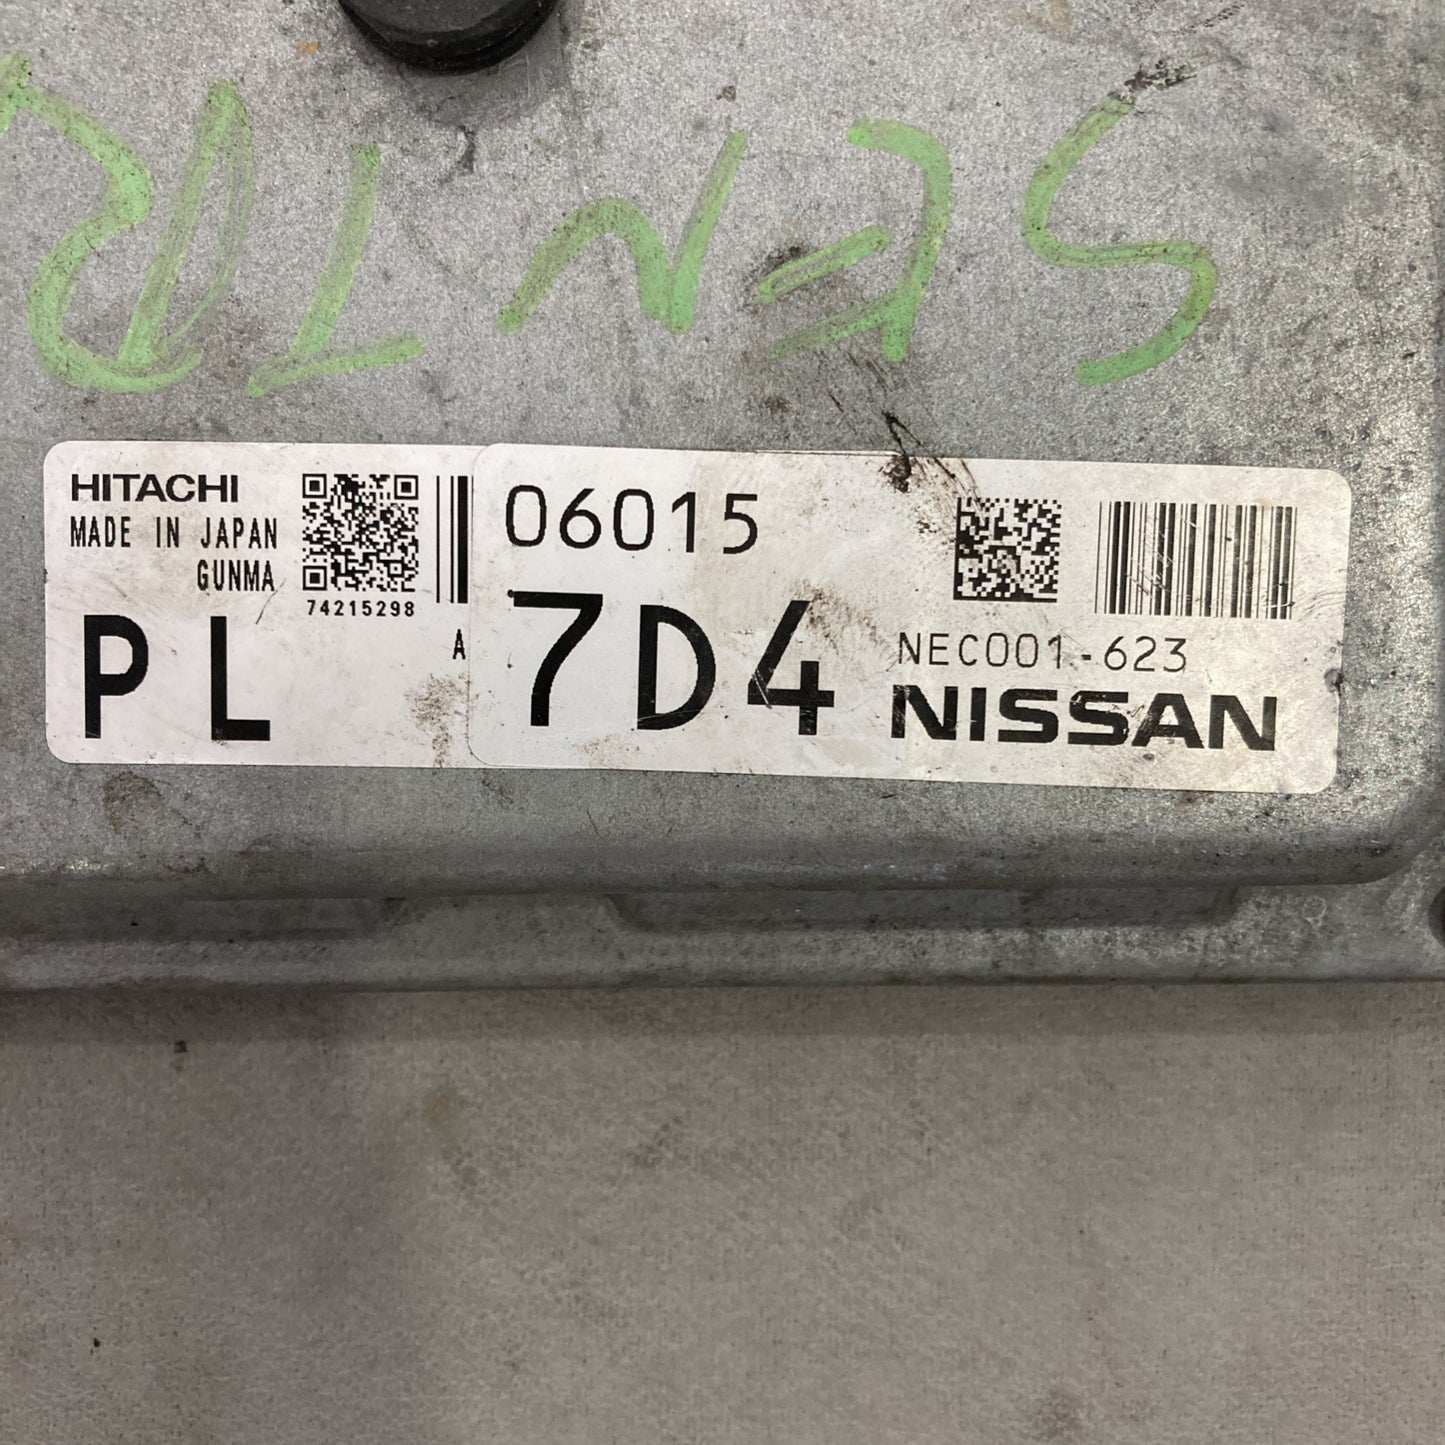 SENTR
HITACHI
MADE IN JAPAN
GUNMA
74215298
PL
A
06015
7D4
NEC001-623
NISSAN